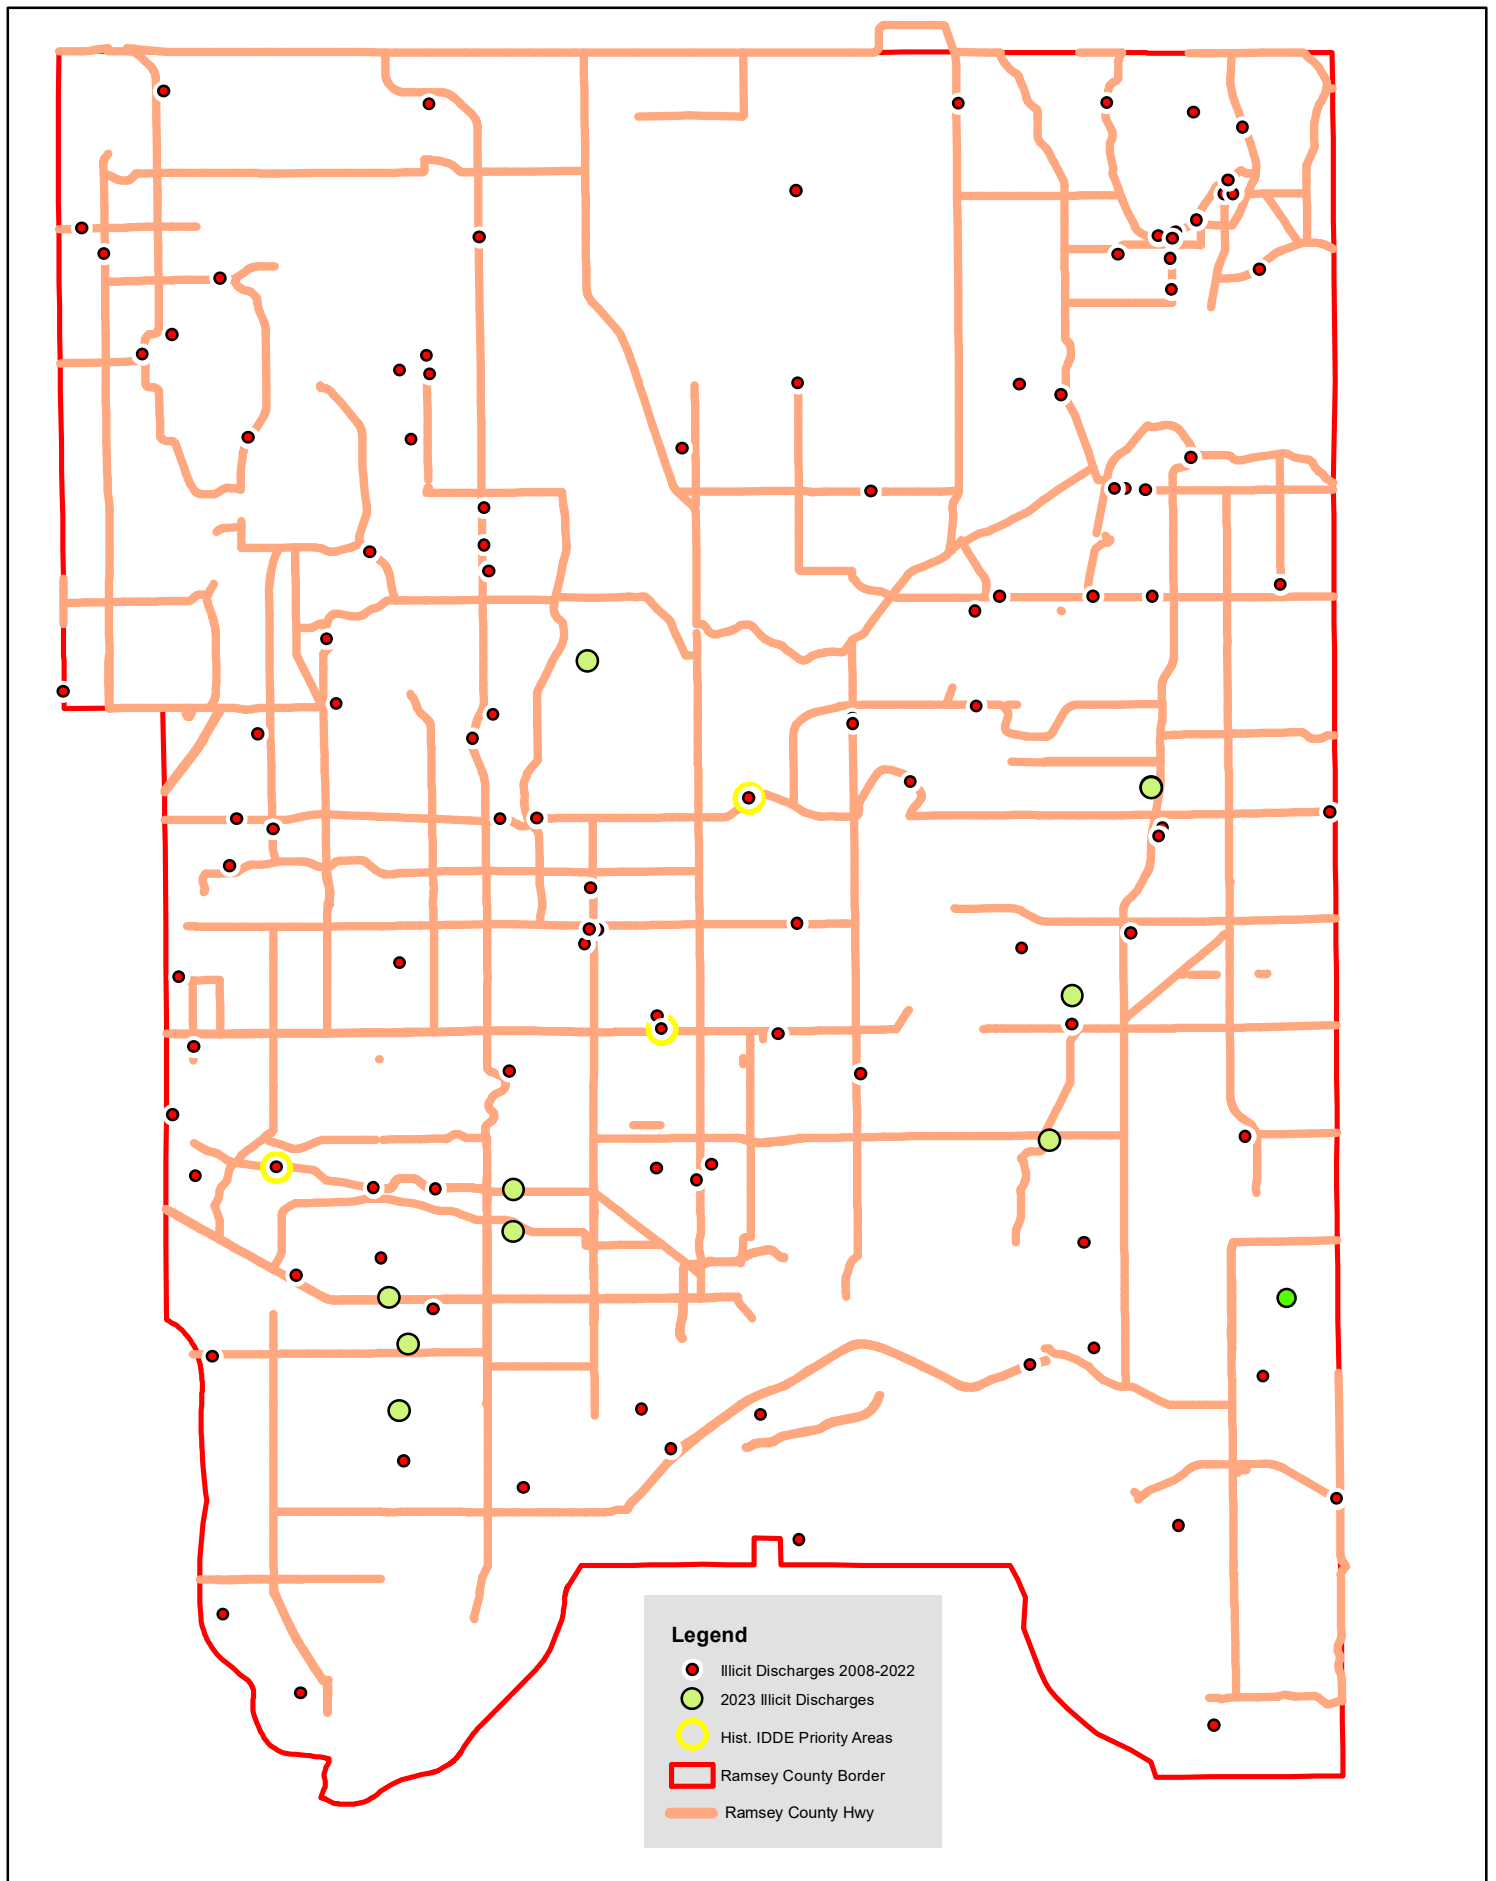 Legend
Illicit Discharges 2008-2022
2023 Illicit Discharges
Hist. IDDE Priority Areas
Ramsey County Border
Ramsey County Hwy